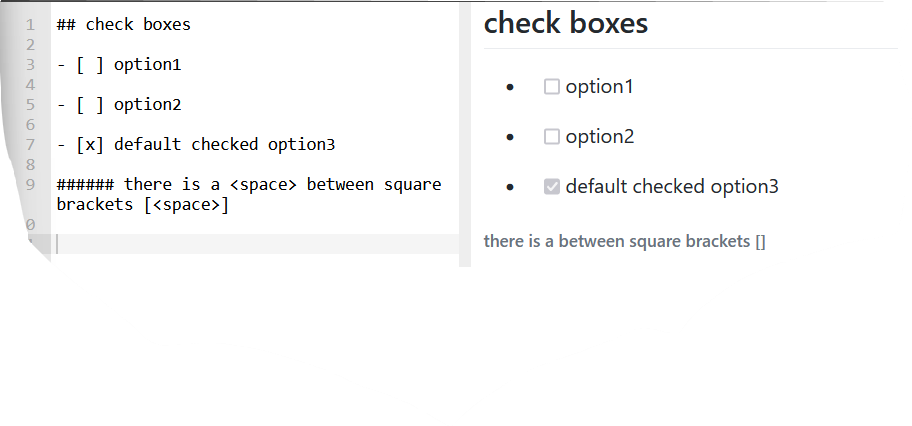 1 ## check boxes
2
3 - [ ] option1
4
5 - [ ] option2
6
7 - [x] default checked option3
8
9 ###### there is a <space> between square
brackets [<space>]
0
check boxes
• option1
• option2
• default checked option3
there is a between square brackets []